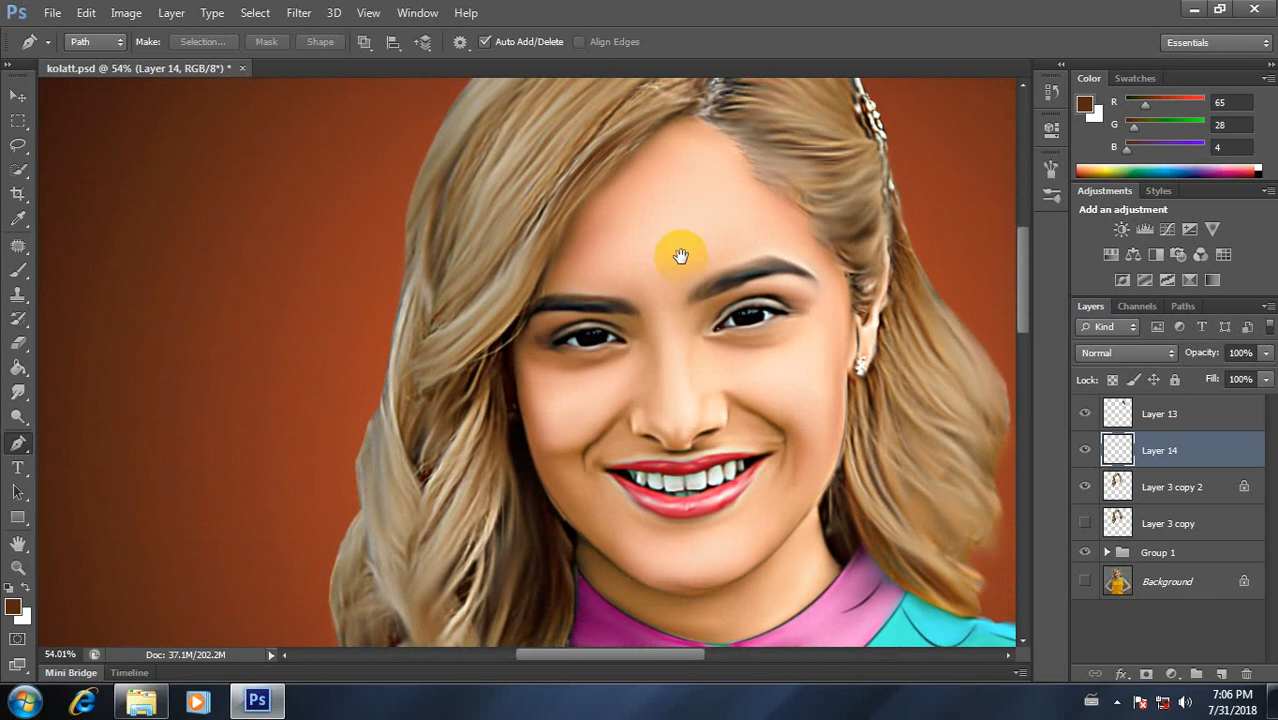 Ps File Edit Image Layer Type Select Filter 3D View Window Help
Path Make: Selection... Mask Shape Auto Add/Delete Align Edges Essentials
kolatt.psd @ 54% (Layer 14, RGB/8*) * ×
Color Swatches
R 65
G 28
B 4
Adjustments Styles
Add an adjustment
Layers Channels Paths
Kind
Normal Opacity: 100%
Lock: Fill: 100%
Layer 13
Layer 14
Layer 3 copy 2
Layer 3 copy
Group 1
Background
54.01% Doc: 37.1M/202.2M
Mini Bridge Timeline
Ps
7:06 PM
7/31/2018